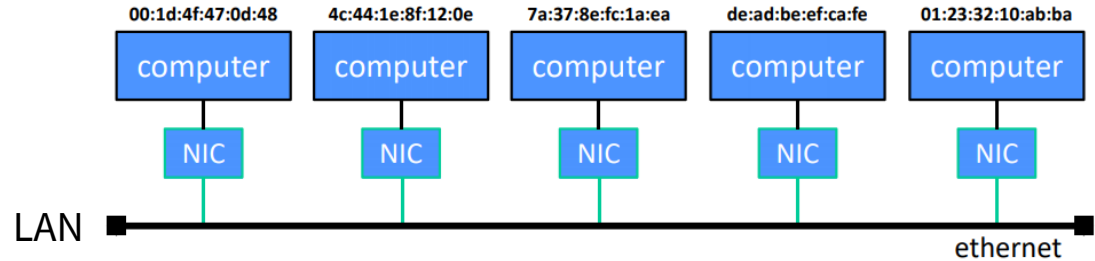 00:1d:4f:47:0d:48 4c:44:1e:8f:12:0e 7a:37:8e:fc:1a:ea de:ad:be:ef:ca:fe 01:23:32:10:ab:ba
computer computer computer computer computer
NIC NIC NIC NIC NIC
LAN
ethernet